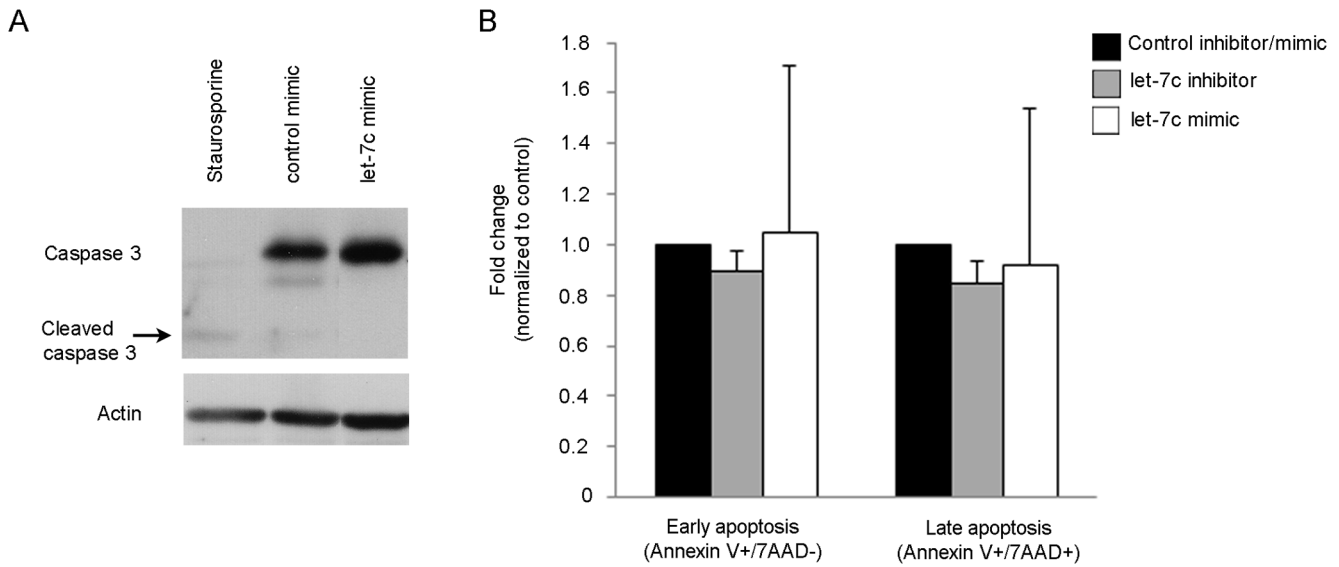 A
Staurosporine
control mimic
let-7c mimic
Caspase 3
Cleaved
caspase 3
Actin
B
Fold change
(normalized to control)
1.8
1.6
1.4
1.2
1.0
0.8
0.6
0.4
0.2
0
Early apoptosis
(Annexin V+/7AAD-)
Late apoptosis
(Annexin V+/7AAD+)
Control inhibitor/mimic
let-7c inhibitor
let-7c mimic